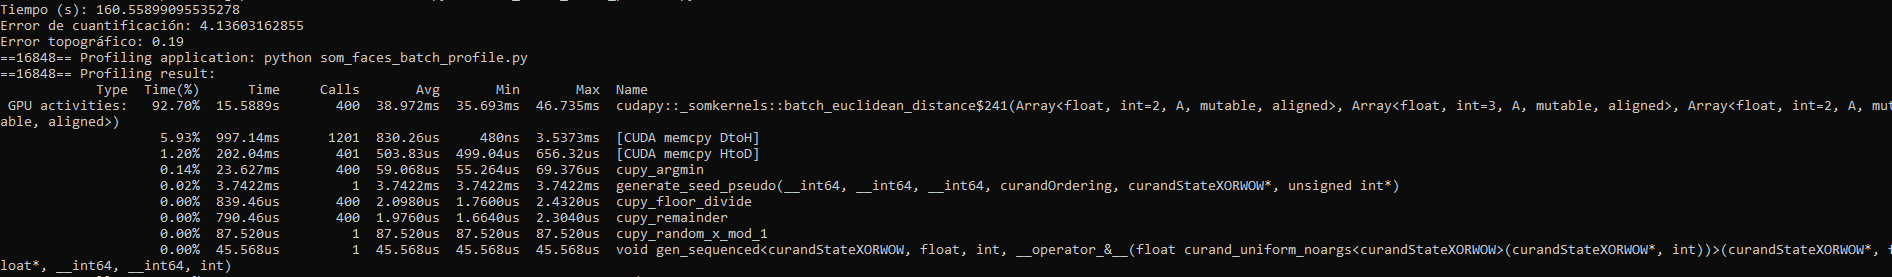 Tiempo (s): 160.55899095535278
Error de cuantificación: 4.13603162855
Error topográfico: 0.19
==16848== Profiling application: python som_faces_batch_profile.py
==16848== Profiling result:
Type Time(%) Time Calls Avg Min Max Name
GPU activities: 92.70% 15.5889s 400 38.972ms 35.693ms 46.735ms cudapy::_somkernels::batch_euclidean_distance$241(Array<float, int=2, A, mutable, aligned>, Array<float, int=3, A, mutable, aligned>, Array<float, int=2, A, mut
able, aligned>)
5.93% 997.14ms 1201 830.26us 480ns 3.5373ms [CUDA memcpy DtoH]
1.20% 202.04ms 401 503.83us 499.04us 656.32us [CUDA memcpy HtoD]
0.14% 23.627ms 400 59.068us 55.264us 69.376us cupy_argmin
0.02% 3.7422ms 1 3.7422ms 3.7422ms 3.7422ms generate_seed_pseudo(__int64, __int64, __int64, curandOrdering, curandStateXORWOW*, unsigned int*)
0.00% 839.46us 400 2.0980us 1.7600us 2.4320us cupy_floor_divide
0.00% 790.46us 400 1.9760us 1.6640us 2.3040us cupy_remainder
0.00% 87.520us 1 87.520us 87.520us 87.520us cupy_random_x_mod_1
0.00% 45.568us 1 45.568us 45.568us 45.568us void gen_sequenced<curandStateXORWOW, float, int, __operator_&__(float curand_uniform_noargs<curandStateXORWOW>(curandStateXORWOW*, int))>(curandStateXORWOW*, f
loat*, __int64, __int64, int)